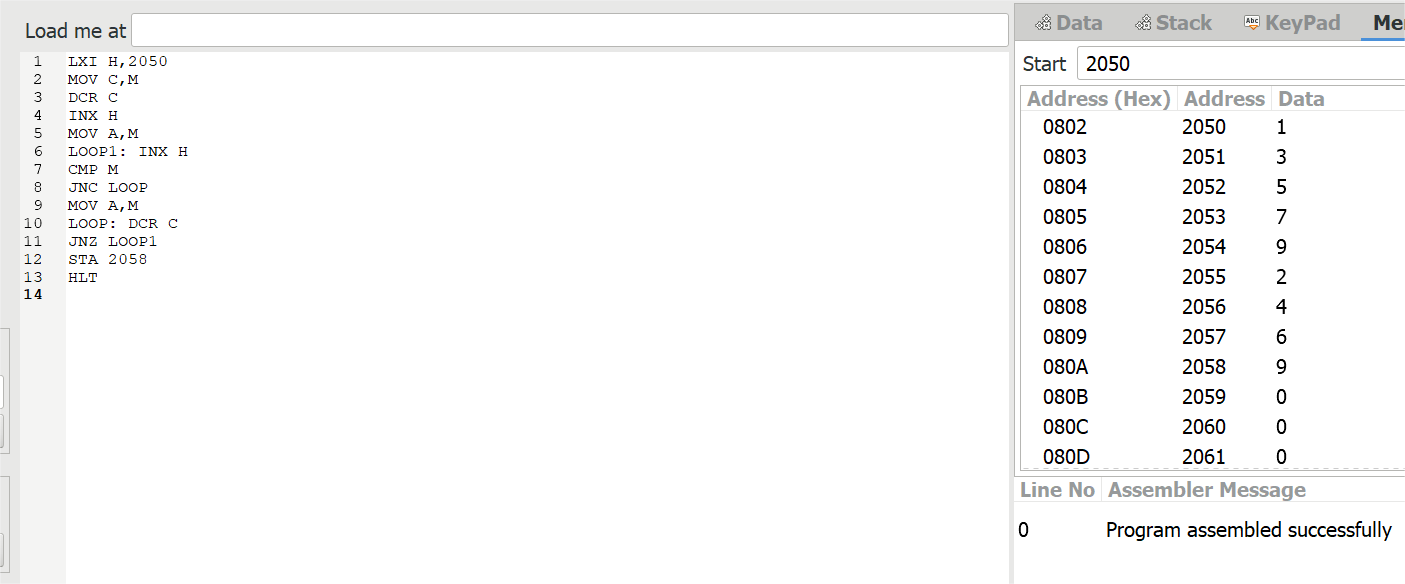 Load me at
1 LXI H,2050
2 MOV C,M
3 DCR C
4 INX H
5 MOV A,M
6 LOOP1: INX H
7 CMP M
8 JNC LOOP
9 MOV A,M
10 LOOP: DCR C
11 JNZ LOOP1
12 STA 2058
13 HLT
14
Data Stack Abc KeyPad Me
Start 2050
Address (Hex) Address Data
0802 2050 1
0803 2051 3
0804 2052 5
0805 2053 7
0806 2054 9
0807 2055 2
0808 2056 4
0809 2057 6
080A 2058 9
080B 2059 0
080C 2060 0
080D 2061 0
Line No Assembler Message
0 Program assembled successfully